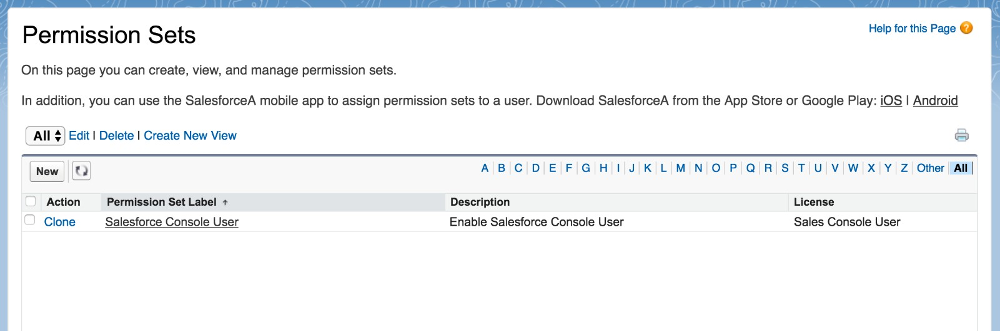 Permission Sets
Help for this Page ?
On this page you can create, view, and manage permission sets.
In addition, you can use the SalesforceA mobile app to assign permission sets to a user. Download SalesforceA from the App Store or Google Play: iOS | Android
All Edit | Delete | Create New View
New A B C D E F G H I J K L M N O P Q R S T U V W X Y Z Other All
Action Permission Set Label ↑ Description License
Clone Salesforce Console User Enable Salesforce Console User Sales Console User